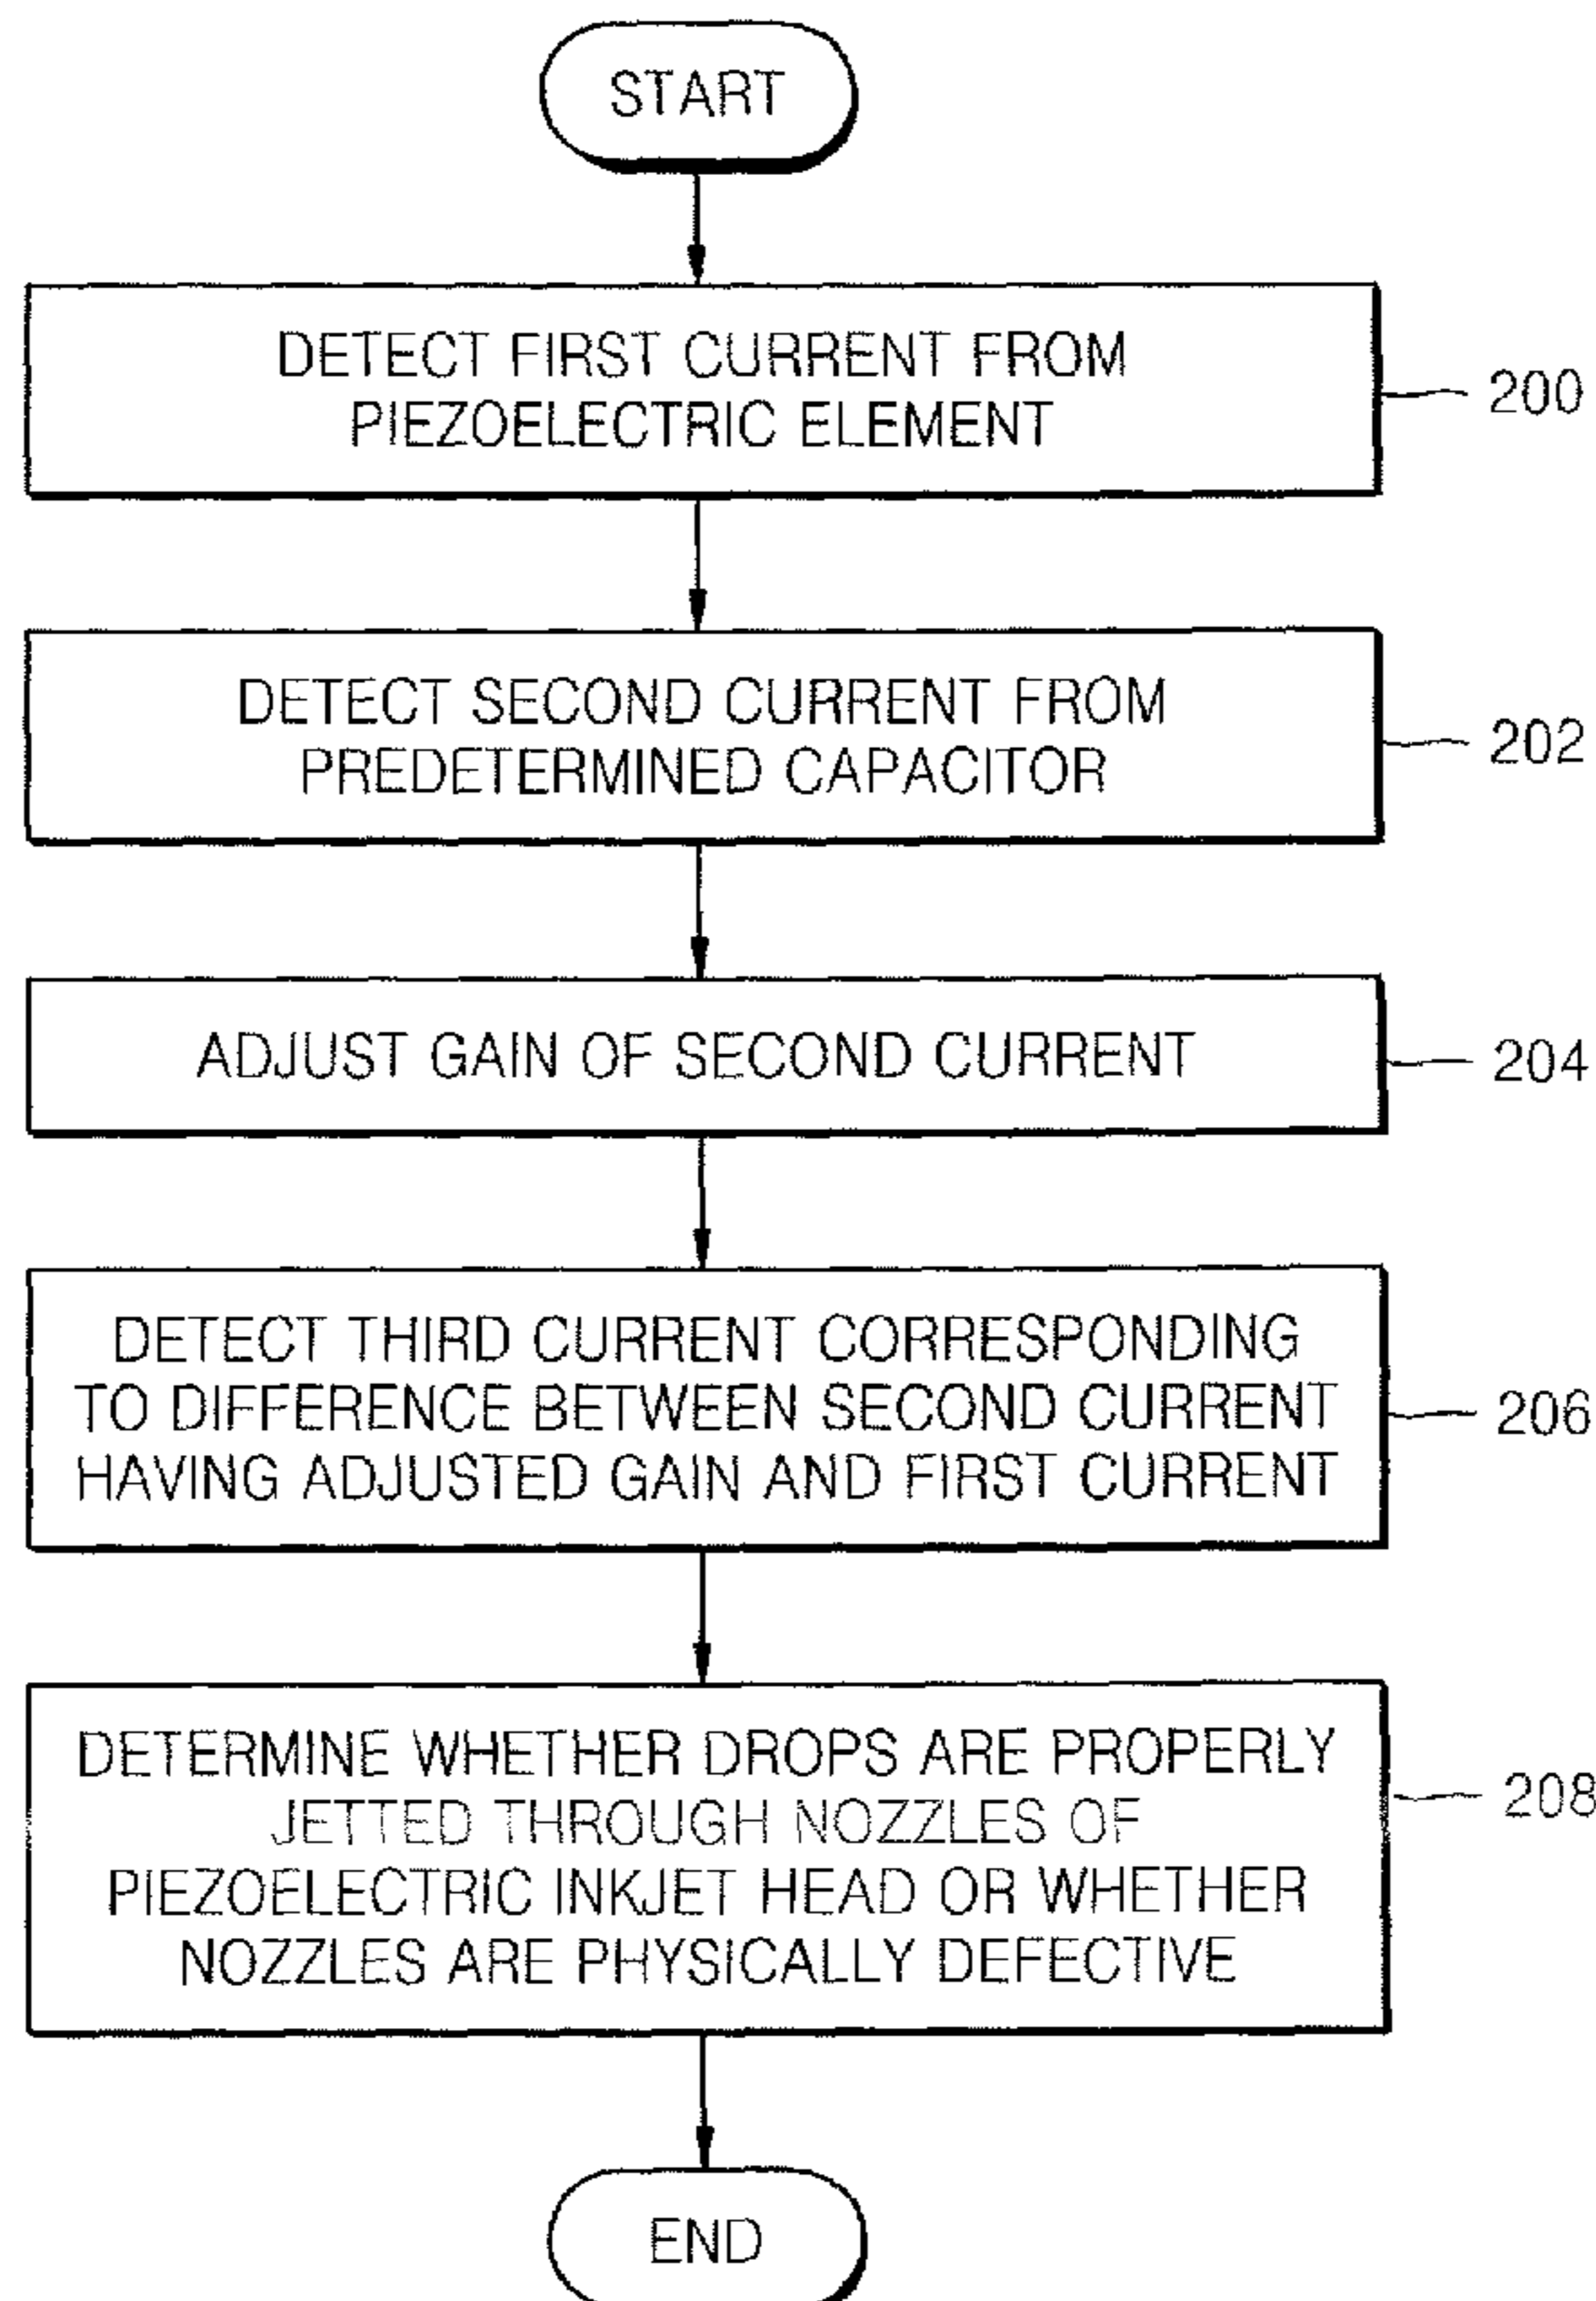 START
DETECT FIRST CURRENT FROM
PIEZOELECTRIC ELEMENT
200
DETECT SECOND CURRENT FROM
PREDETERMINED CAPACITOR
202
ADJUST GAIN OF SECOND CURRENT
204
DETECT THIRD CURRENT CORRESPONDING
TO DIFFERENCE BETWEEN SECOND CURRENT
HAVING ADJUSTED GAIN AND FIRST CURRENT
206
DETERMINE WHETHER DROPS ARE PROPERLY
JETTED THROUGH NOZZLES OF
PIEZOELECTRIC INKJET HEAD OR WHETHER
NOZZLES ARE PHYSICALLY DEFECTIVE
208
END